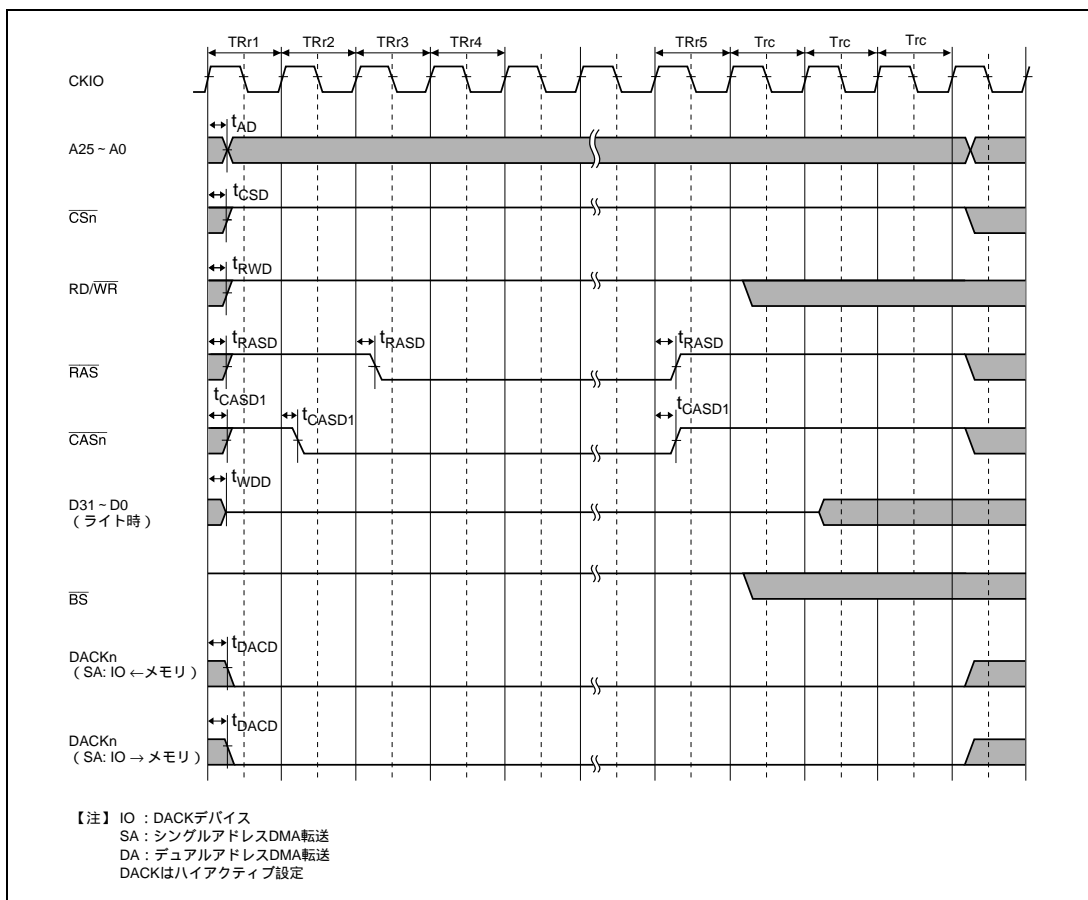 TRr1 TRr2 TRr3 TRr4 TRr5 Trc Trc Trc
CKIO
tAD
A25 ~ A0
tCSD
CSn
tRWD
RD/WR
tRASD tRASD tRASD
RAS
tCASD1 tCASD1 tCASD1
CASn
tWDD
D31 ~ D0
（ライト時）
BS
tDACD
DACKn
（SA: IO ←メモリ）
tDACD
DACKn
（SA: IO → メモリ）
【注】 IO ：DACKデバイス
SA：シングルアドレスDMA転送
DA：デュアルアドレスDMA転送
DACKはハイアクティブ設定